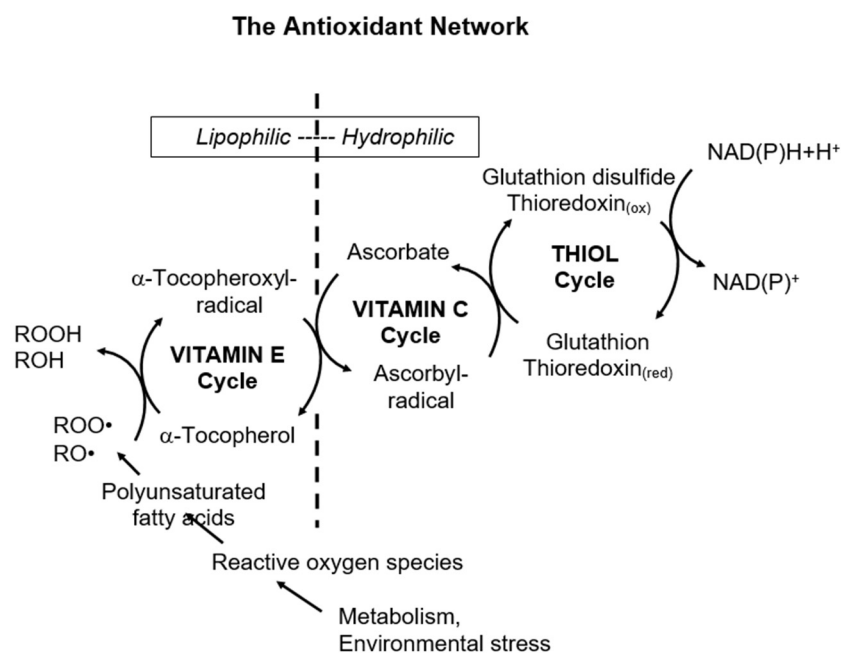 The Antioxidant Network
Lipophilic ----- Hydrophilic
NAD(P)H+H⁺
Glutathion disulfide
Thioredoxin(ox)
THIOL
Cycle
NAD(P)⁺
Glutathion
Thioredoxin(red)
Ascorbate
VITAMIN C
Cycle
Ascorbyl-
radical
α-Tocopheroxyl-
radical
VITAMIN E
Cycle
α-Tocopherol
ROOH
ROH
ROO•
RO•
Polyunsaturated
fatty acids
Reactive oxygen species
Metabolism,
Environmental stress